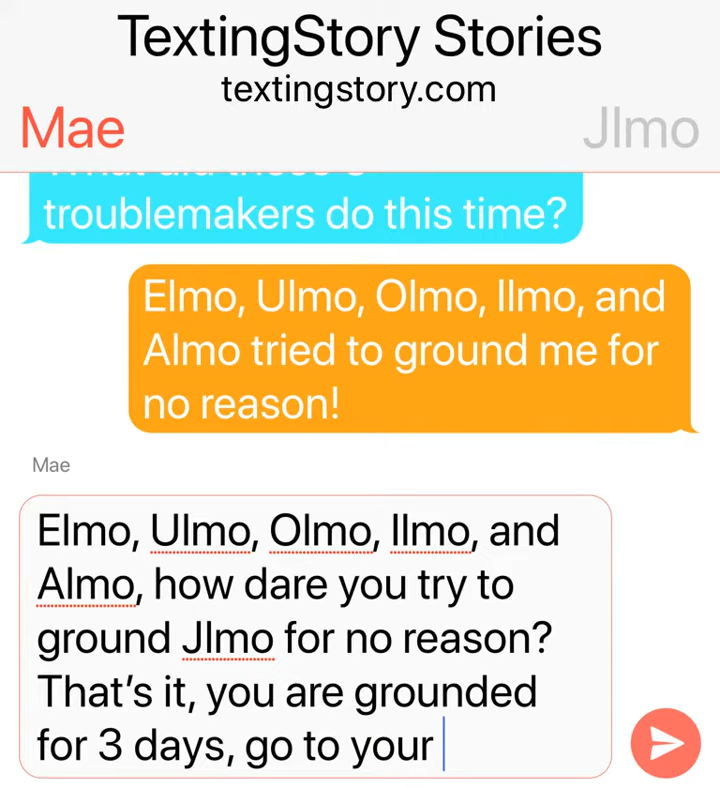 TextingStory Stories
textingstory.com
Mae
Jlmo
troublemakers do this time?
Elmo, Ulmo, Olmo, Ilmo, and
Almo tried to ground me for
no reason!
Mae
Elmo, Ulmo, Olmo, Ilmo, and
Almo, how dare you try to
ground Jlmo for no reason?
That's it, you are grounded
for 3 days, go to your